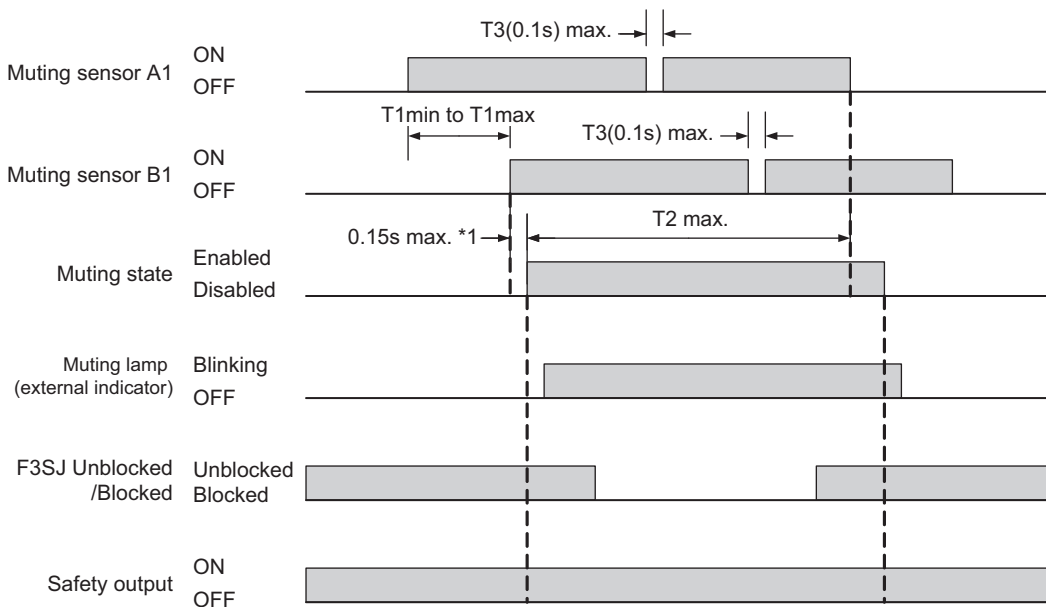 T3(0.1s) max.
Muting sensor A1
ON
OFF
T1min to T1max
T3(0.1s) max.
Muting sensor B1
ON
OFF
0.15s max. *1
T2 max.
Muting state
Enabled
Disabled
Muting lamp
(external indicator)
Blinking
OFF
F3SJ Unblocked
/Blocked
Unblocked
Blocked
Safety output
ON
OFF